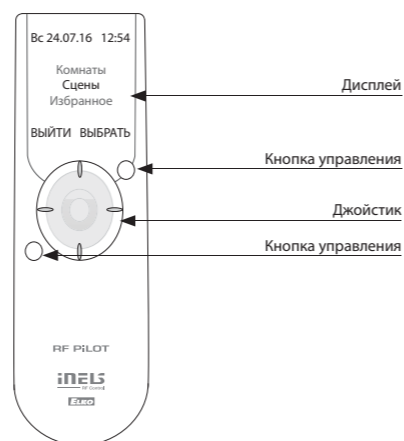 Вс 24.07.16 12:54
Комнаты
Сцены
Избранное
ВЫЙТИ ВЫБРАТЬ
Дисплей
Кнопка управления
Джойстик
Кнопка управления
RF PiLOT
iNELS
RF Control
ELKO